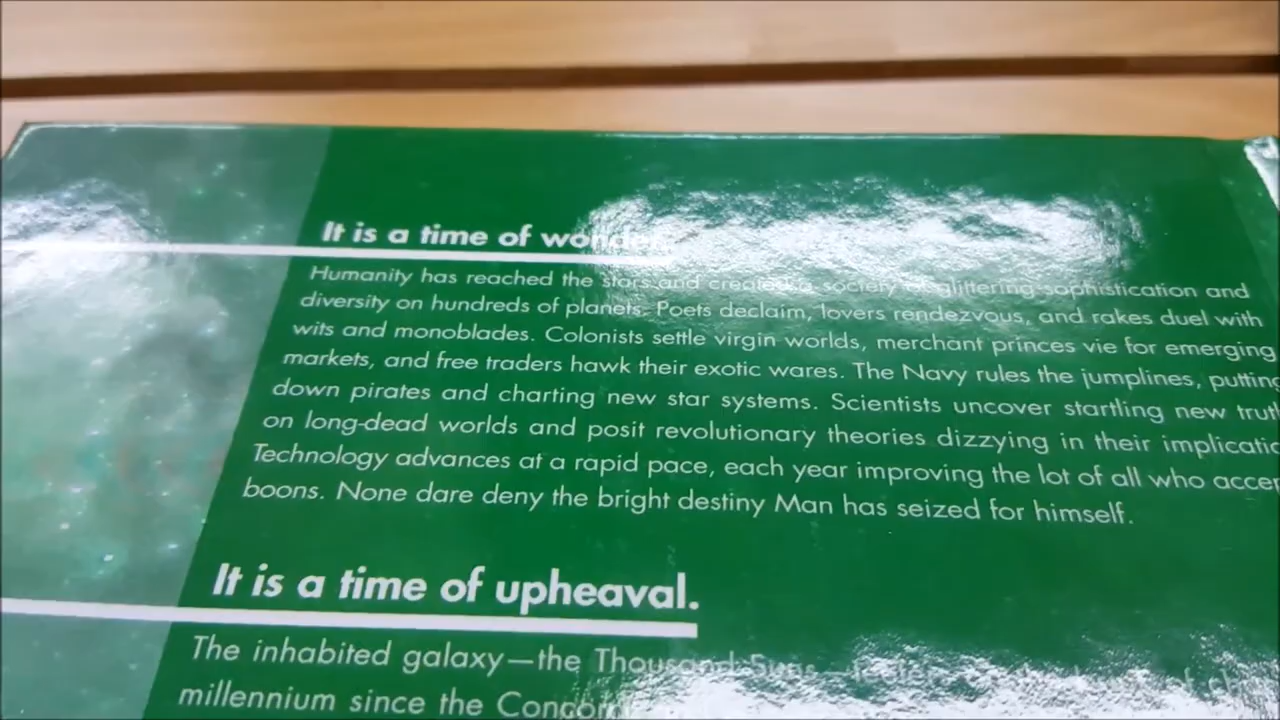 It is a time of wonder.
Humanity has reached the stars and created a society of glittering sophistication and
diversity on hundreds of planets. Poets declaim, lovers rendezvous, and rakes duel with
wits and monoblades. Colonists settle virgin worlds, merchant princes vie for emerging
markets, and free traders hawk their exotic wares. The Navy rules the jumplines, putting
down pirates and charting new star systems. Scientists uncover startling new
on long-dead worlds and posit revolutionary theories dizzying in their
Technology advances at a rapid pace, each year improving the lot of all who
boons. None dare deny the bright destiny Man has seized for himself.
It is a time of upheaval.
The inhabited galaxy—the Thousand Suns
millennium since the